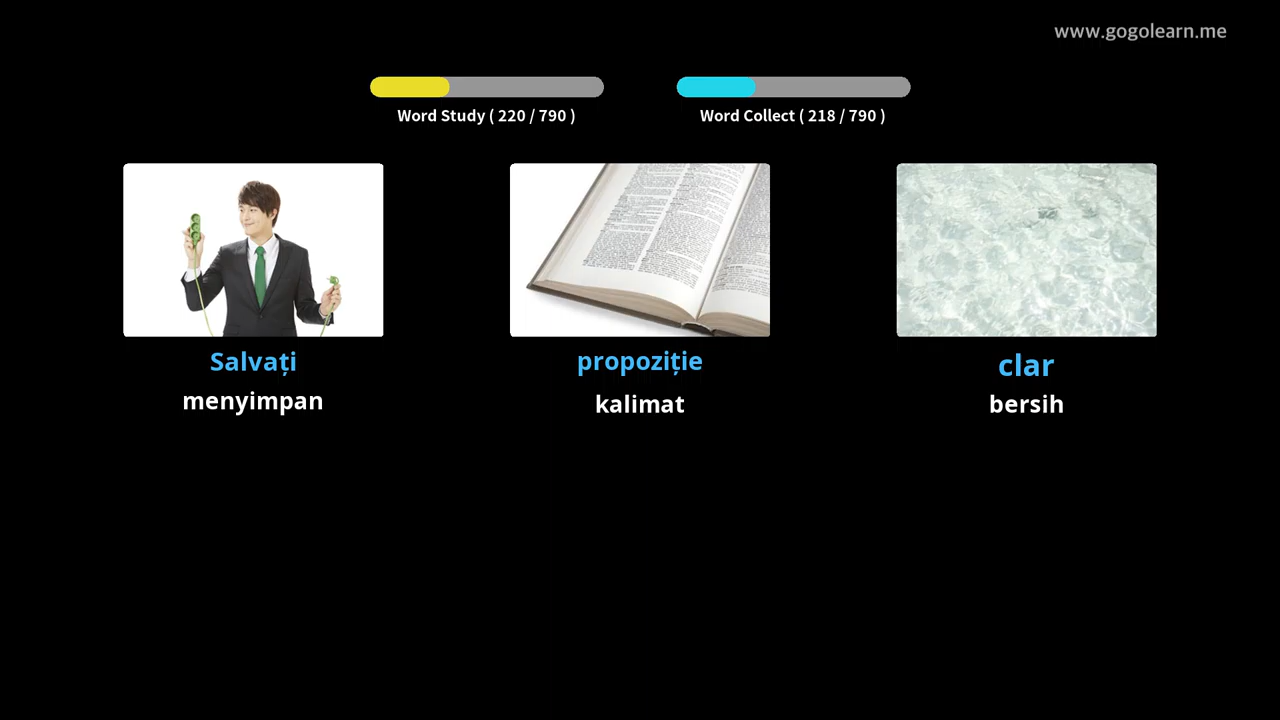 www.gogolearn.me
Word Study ( 220 / 790 )
Word Collect ( 218 / 790 )
Salvați
menyimpan
propoziție
kalimat
clar
bersih